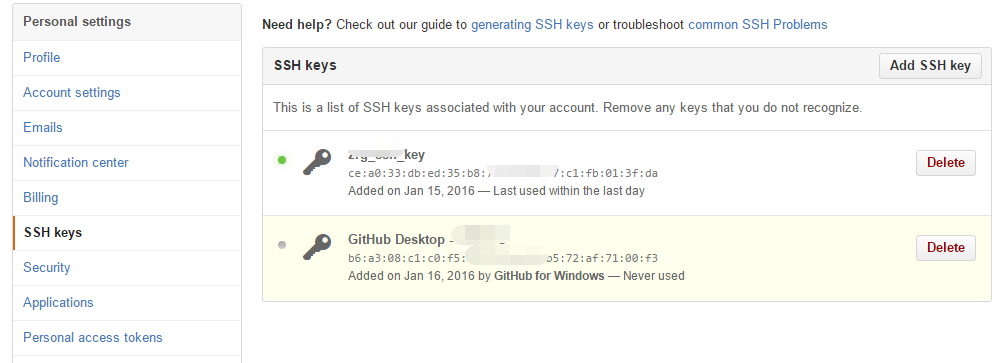 Personal settings
Profile
Account settings
Emails
Notification center
Billing
SSH keys
Security
Applications
Personal access tokens
Need help? Check out our guide to generating SSH keys or troubleshoot common SSH Problems
SSH keys
Add SSH key
This is a list of SSH keys associated with your account. Remove any keys that you do not recognize.
_key
ce:a0:33:db:ed:35:b8: :c1:fb:01:3f:da
Added on Jan 15, 2016 — Last used within the last day
Delete
GitHub Desktop -
b6:a3:08:c1:c0:f5: :72:af:71:00:f3
Added on Jan 16, 2016 by GitHub for Windows — Never used
Delete